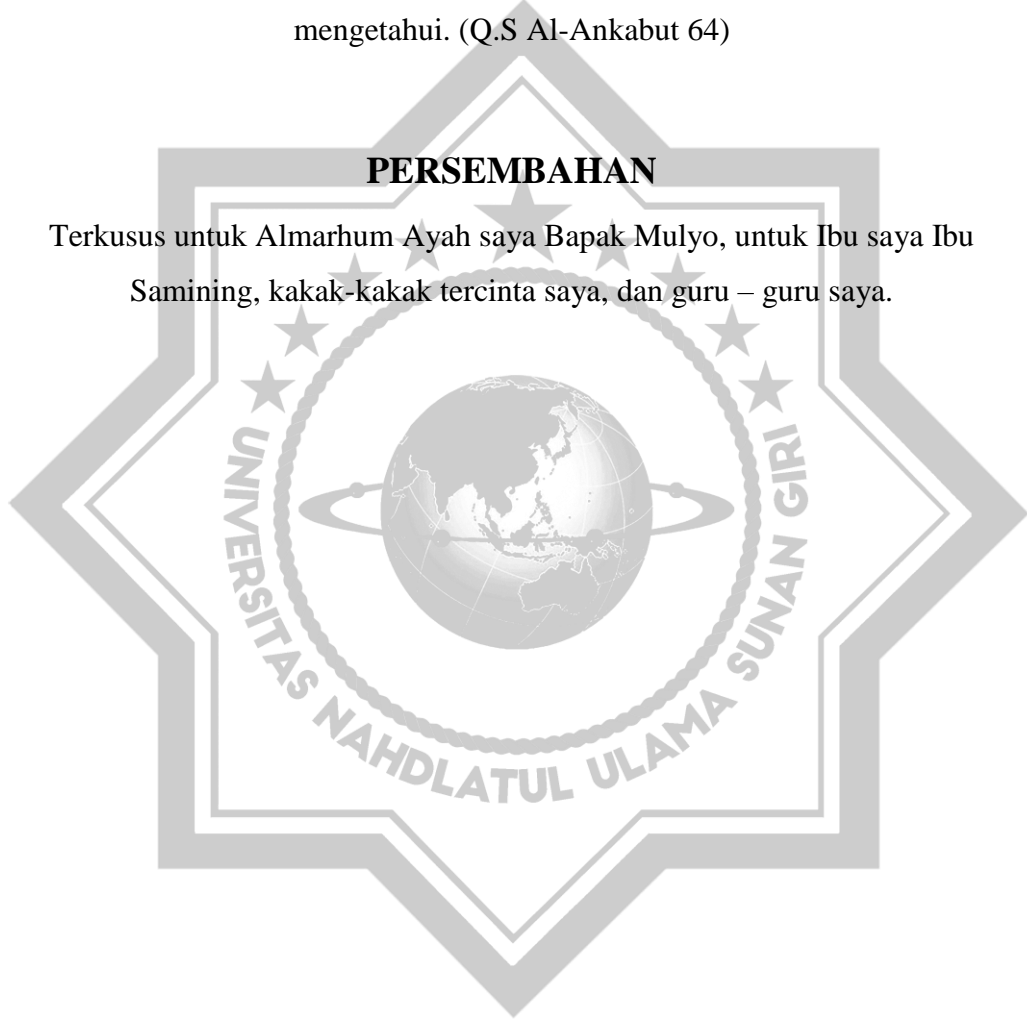 mengetahui. (Q.S Al-Ankabut 64)
PERSEMBAHAN
Terkusus untuk Almarhum Ayah saya Bapak Mulyo, untuk Ibu saya Ibu
Samining, kakak-kakak tercinta saya, dan guru – guru saya.
UNIVERSITAS NAHDLATUL ULAMA SUNAN GIRI